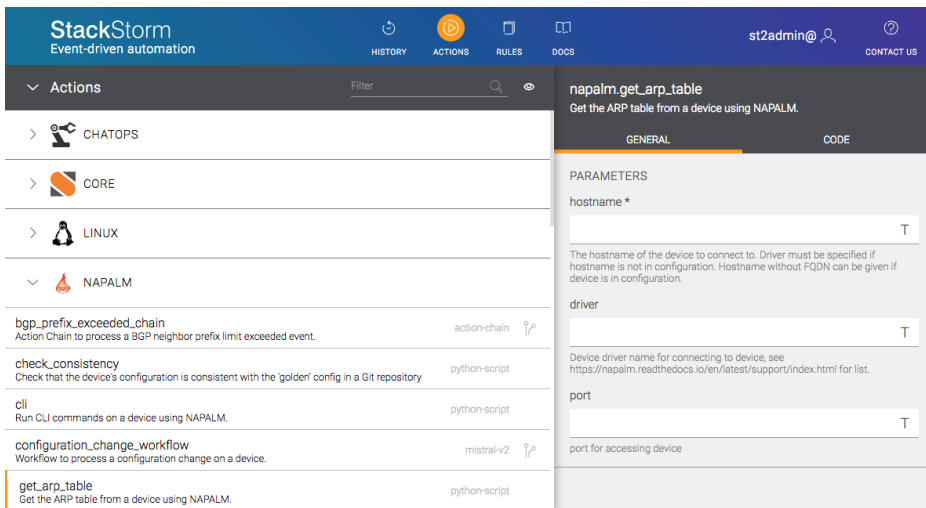 StackStorm
Event-driven automation
HISTORY
ACTIONS
RULES
DOCS
st2admin@
CONTACT US
Actions
Filter
CHATOPS
CORE
LINUX
NAPALM
bgp_prefix_exceeded_chain
Action Chain to process a BGP neighbor prefix limit exceeded event.
action-chain
check_consistency
Check that the device's configuration is consistent with the 'golden' config in a Git repository
python-script
cli
Run CLI commands on a device using NAPALM.
python-script
configuration_change_workflow
Workflow to process a configuration change on a device.
mistral-v2
get_arp_table
Get the ARP table from a device using NAPALM.
python-script
napalm.get_arp_table
Get the ARP table from a device using NAPALM.
GENERAL
CODE
PARAMETERS
hostname *
T
The hostname of the device to connect to. Driver must be specified if
hostname is not in configuration. Hostname without FQDN can be given if
device is in configuration.
driver
T
Device driver name for connecting to device, see
https://napalm.readthedocs.io/en/latest/support/index.html for list.
port
T
port for accessing device